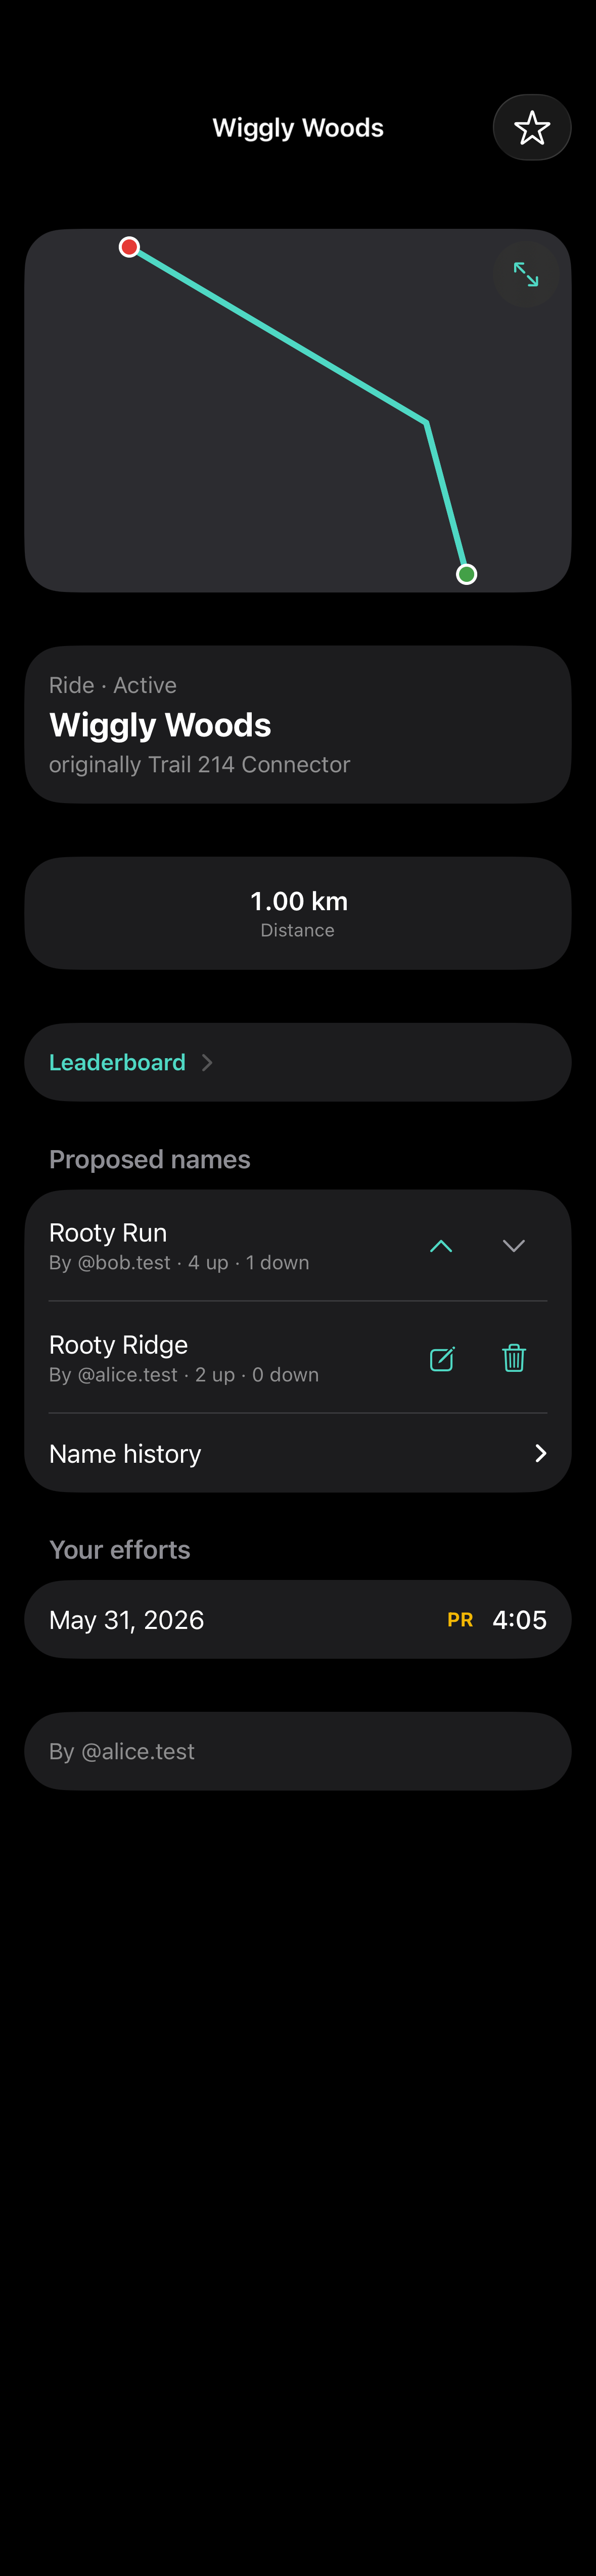 Wiggly Woods
Ride · Active
Wiggly Woods
originally Trail 214 Connector
1.00 km
Distance
Leaderboard
Proposed names
Rooty Run
By @bob.test · 4 up · 1 down
Rooty Ridge
By @alice.test · 2 up · 0 down
Name history
Your efforts
May 31, 2026 PR 4:05
By @alice.test